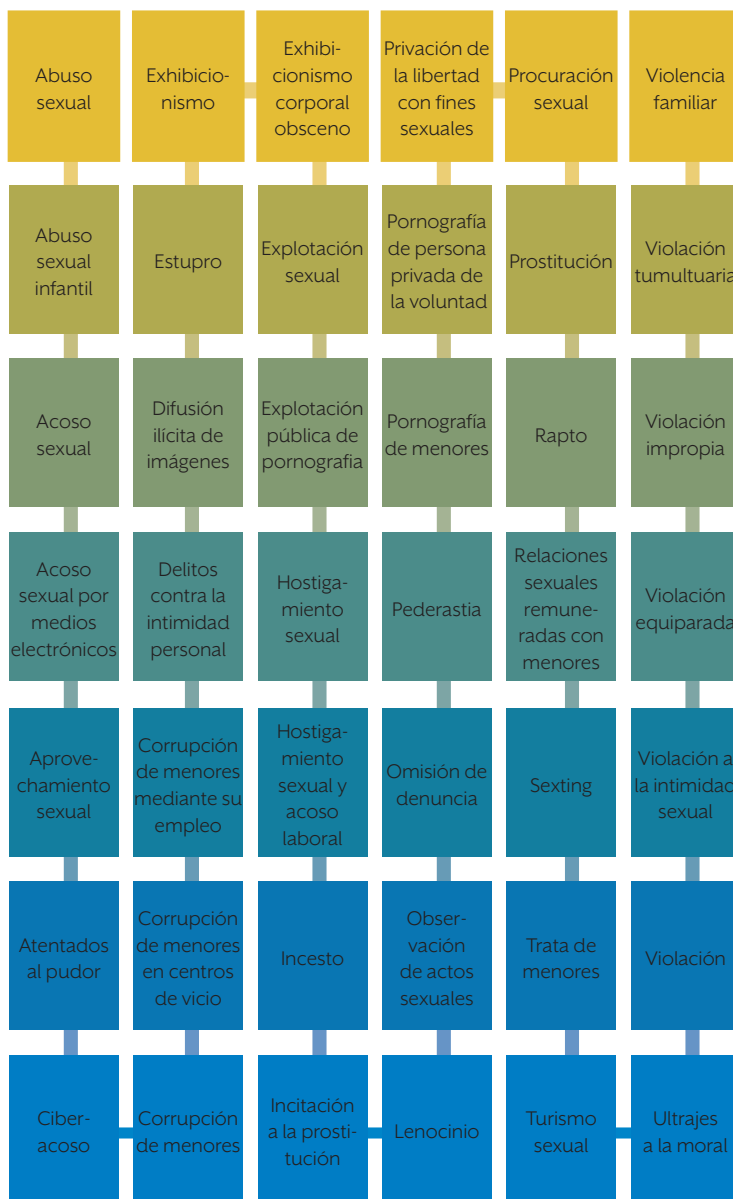 Abuso
sexual
Abuso
sexual
infantil
Acoso
sexual
Acoso
sexual por
medios
electrónicos
Aprove-
chamiento
sexual
Atentados
al pudor
Ciber-
acoso
Corrupción
de menores
Corrupción
de menores
en centros
de vicio
Corrupción
de menores
mediante su
empleo
Delitos
contra la
intimidad
personal
Difusión
ilícita de
imágenes
Estupro
Exhibicio-
nismo
Exhibi-
cionismo
corporal
obsceno
Explotación
sexual
Explotación
pública de
pornografia
Hostiga-
miento
sexual
Hostiga-
miento
sexual y
acoso
laboral
Incesto
Incitación
a la prosti-
tución
Lenocinio
Obser-
vación
de actos
sexuales
Omisión de
denuncia
Pederastia
Pornografía
de menores
Pornografía
de persona
privada de
la voluntad
Privación de
la libertad
con fines
sexuales
Procuración
sexual
Prostitución
Rapto
Relaciones
sexuales
remune-
radas con
menores
Sexting
Trata de
menores
Turismo
sexual
Ultrajes
a la moral
Violación
Violación a
la intimidad
sexual
Violación
equiparada
Violación
impropia
Violación
tumultuaria
Violencia
familiar